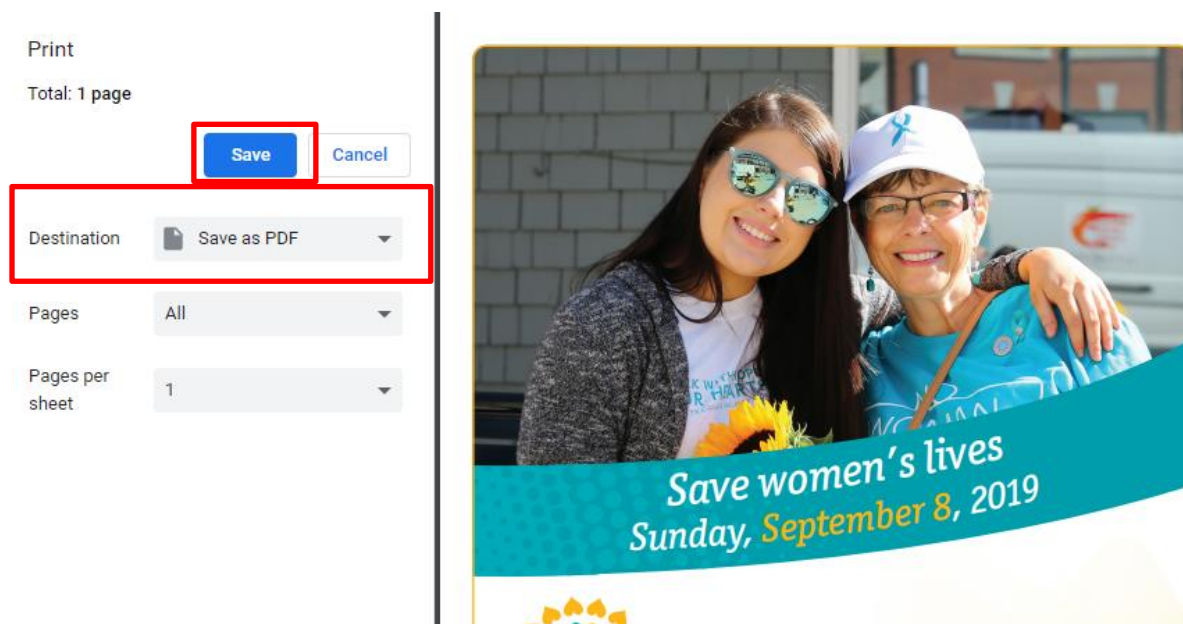 Print
Total: 1 page
Save
Cancel
Destination
Save as PDF
Pages
All
Pages per
sheet
1
Save women's lives
Sunday, September 8, 2019